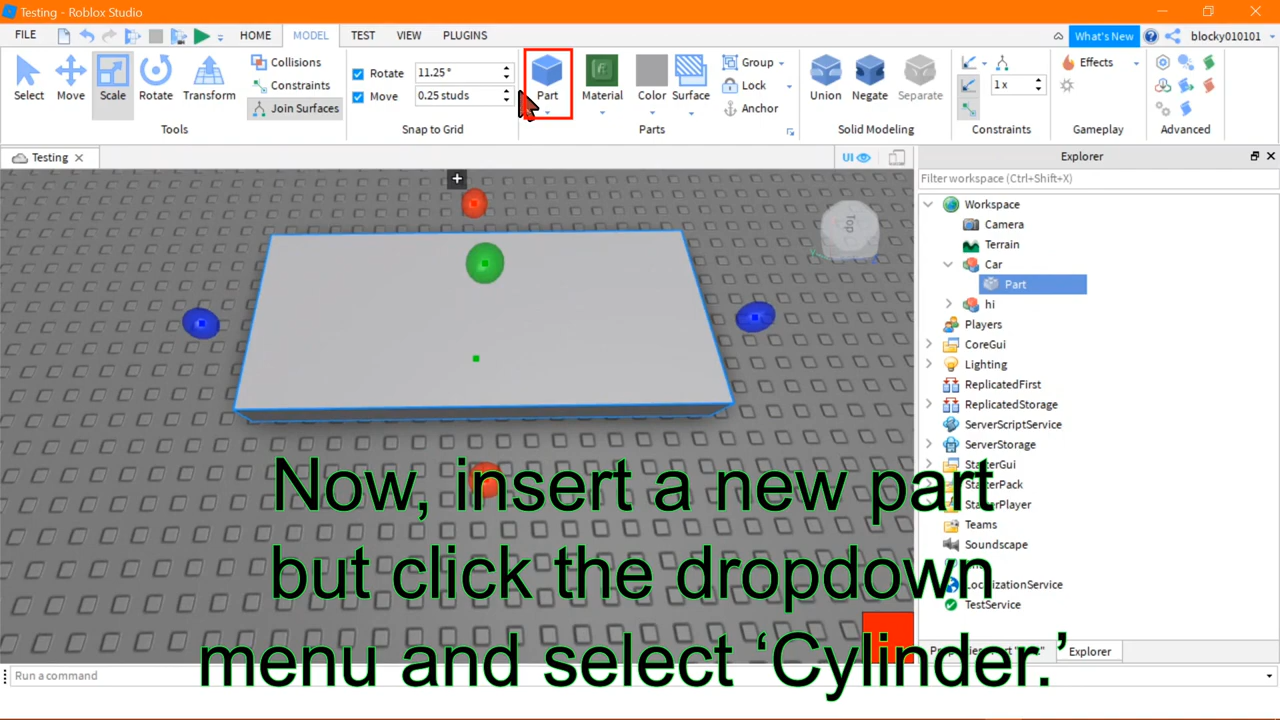 Testing - Roblox Studio
FILE HOME MODEL TEST VIEW PLUGINS What's New blocky010101
Select Move Scale Rotate Transform
Collisions
Constraints
Join Surfaces
Tools
Rotate 11.25 °
Move 0.25 studs
Snap to Grid
Part Material Color Surface
Group
Lock
Anchor
Parts
Union Negate Separate
Solid Modeling
1 x
Constraints
Effects
Gameplay
Advanced
Testing
UI
Top
Explorer
Filter workspace (Ctrl+Shift+X)
Workspace
Camera
Terrain
Car
Part
hi
Players
CoreGui
Lighting
ReplicatedFirst
ReplicatedStorage
ServerScriptService
ServerStorage
StarterGui
StarterPack
StarterPlayer
Teams
Soundscape
LocalizationService
TestService
Now, insert a new part
but click the dropdown
menu and select ‘Cylinder.’
Explorer
Run a command